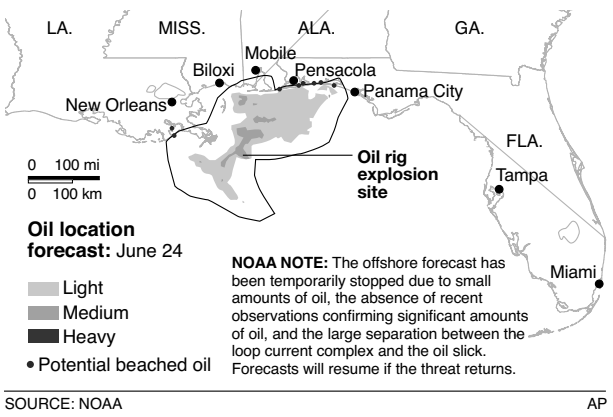 LA.
MISS.
ALA.
GA.
Mobile
Biloxi
Pensacola
New Orleans
Panama City
FLA.
0 100 mi
0 100 km
Oil rig
explosion
site
Tampa
Oil location
forecast: June 24
Light
Medium
Heavy
Potential beached oil
NOAA NOTE: The offshore forecast has
been temporarily stopped due to small
amounts of oil, the absence of recent
observations confirming significant amounts
of oil, and the large separation between the
loop current complex and the oil slick.
Forecasts will resume if the threat returns.
Miami
SOURCE: NOAA
AP